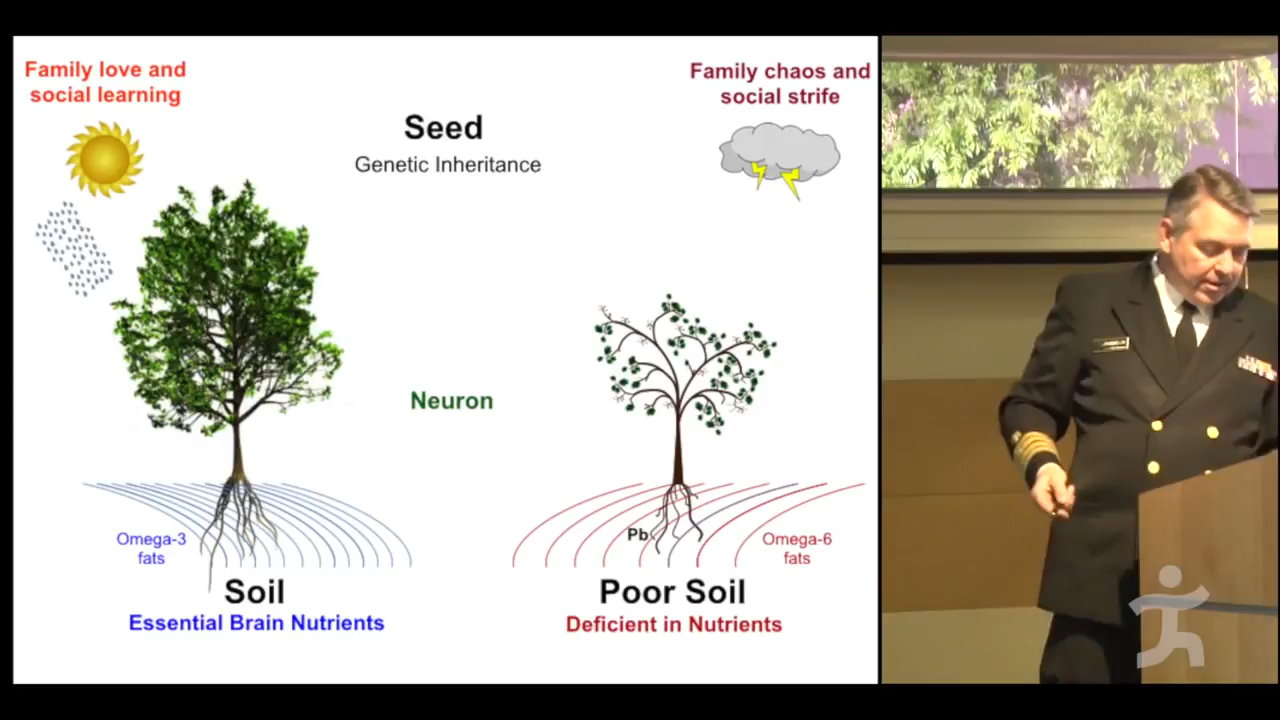 Family love and
social learning
Seed
Genetic Inheritance
Family chaos and
social strife
Neuron
Omega-3
fats
Pb
Omega-6
fats
Soil
Essential Brain Nutrients
Poor Soil
Deficient in Nutrients